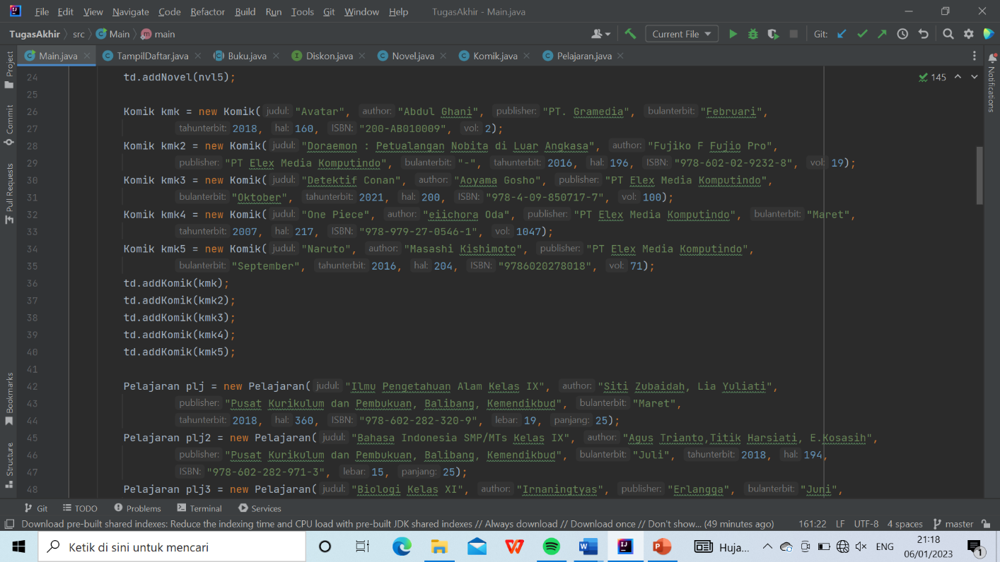 File Edit View Navigate Code Refactor Build Run Tools Git Window Help TugasAkhir - Main.java
TugasAkhir src Main main Current File Git:
Main.java TampilDaftar.java Buku.java Diskon.java Novel.java Komik.java Pelajaran.java
Project
Commit
Pull Requests
Bookmarks
Structure
Notifications
145
24 td.addNovel(nvl5);
25
26 Komik kmk = new Komik( judul: "Avatar", author: "Abdul Ghani", publisher: "PT. Gramedia", bulanterbit: "Februari",
27 tahunterbit: 2018, hal: 160, ISBN: "200-AB010009", vol: 2);
28 Komik kmk2 = new Komik( judul: "Doraemon : Petualangan Nobita di Luar Angkasa", author: "Fujiko F Fujio Pro",
29 publisher: "PT Elex Media Komputindo", bulanterbit: "-", tahunterbit: 2016, hal: 196, ISBN: "978-602-02-9232-8", vol: 19);
30 Komik kmk3 = new Komik( judul: "Detektif Conan", author: "Aoyama Gosho", publisher: "PT Elex Media Komputindo",
31 bulanterbit: "Oktober", tahunterbit: 2021, hal: 200, ISBN: "978-4-09-850717-7", vol: 100);
32 Komik kmk4 = new Komik( judul: "One Piece", author: "eiichora Oda", publisher: "PT Elex Media Komputindo", bulanterbit: "Maret",
33 tahunterbit: 2007, hal: 217, ISBN: "978-979-27-0546-1", vol: 1047);
34 Komik kmk5 = new Komik( judul: "Naruto", author: "Masashi Kishimoto", publisher: "PT Elex Media Komputindo",
35 bulanterbit: "September", tahunterbit: 2016, hal: 204, ISBN: "9786020278018", vol: 71);
36 td.addKomik(kmk);
37 td.addKomik(kmk2);
38 td.addKomik(kmk3);
39 td.addKomik(kmk4);
40 td.addKomik(kmk5);
41
42 Pelajaran plj = new Pelajaran( judul: "Ilmu Pengetahuan Alam Kelas IX", author: "Siti Zubaidah, Lia Yuliati",
43 publisher: "Pusat Kurikulum dan Pembukuan, Balibang, Kemendikbud", bulanterbit: "Maret",
44 tahunterbit: 2018, hal: 360, ISBN: "978-602-282-320-9", lebar: 19, panjang: 25);
45 Pelajaran plj2 = new Pelajaran( judul: "Bahasa Indonesia SMP/MTs Kelas IX", author: "Agus Trianto,Titik Harsiati, E.Kosasih",
46 publisher: "Pusat Kurikulum dan Pembukuan, Balibang, Kemendikbud", bulanterbit: "Juli", tahunterbit: 2018, hal: 194,
47 ISBN: "978-602-282-971-3", lebar: 15, panjang: 25);
48 Pelajaran plj3 = new Pelajaran( judul: "Biologi Kelas XI", author: "Irnaningtyas", publisher: "Erlangga", bulanterbit: "Juni",
Git TODO Problems Terminal Services
Download pre-built shared indexes: Reduce the indexing time and CPU load with pre-built JDK shared indexes // Always download // Download once // Don't show... (49 minutes ago) 161:22 LF UTF-8 4 spaces master
Ketik di sini untuk mencari Huja... ENG 21:18
06/01/2023 1